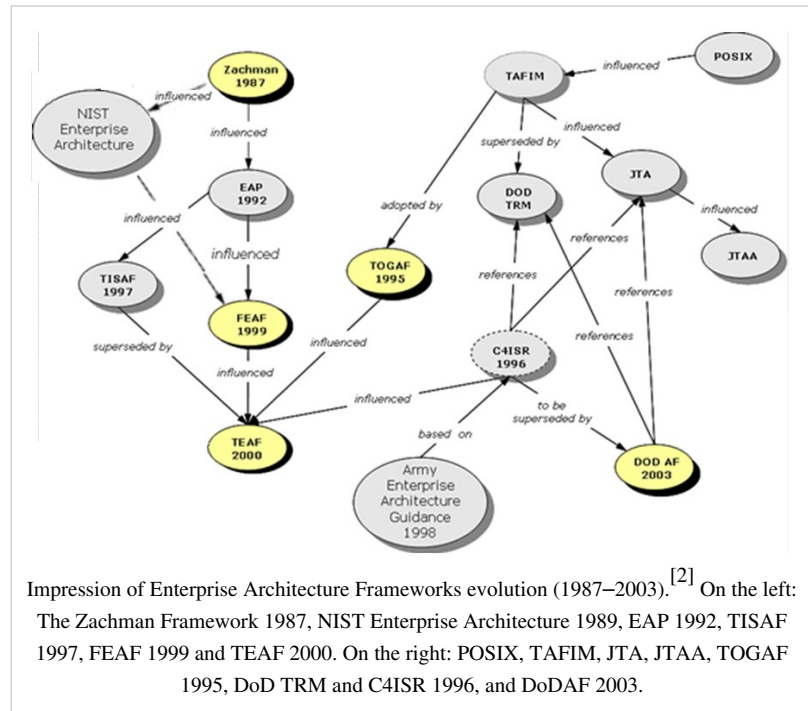 Zachman
1987
influenced
NIST
Enterprise
Architecture
influenced
EAP
1992
influenced
influenced
TISAF
1997
FEAF
1999
superseded by
influenced
TEAF
2000
TAFIM
influenced
POSIX
superseded by
influenced
DOD
TRM
JTA
adopted by
influenced
JTAA
TOGAF
1995
references
references
references
references
influenced
C4ISR
1996
influenced
to be
superseded by
based on
Army
Enterprise
Architecture
Guidance
1998
DOD AF
2003
Impression of Enterprise Architecture Frameworks evolution (1987–2003).[2] On the left:
The Zachman Framework 1987, NIST Enterprise Architecture 1989, EAP 1992, TISAF
1997, FEAF 1999 and TEAF 2000. On the right: POSIX, TAFIM, JTA, JTAA, TOGAF
1995, DoD TRM and C4ISR 1996, and DoDAF 2003.